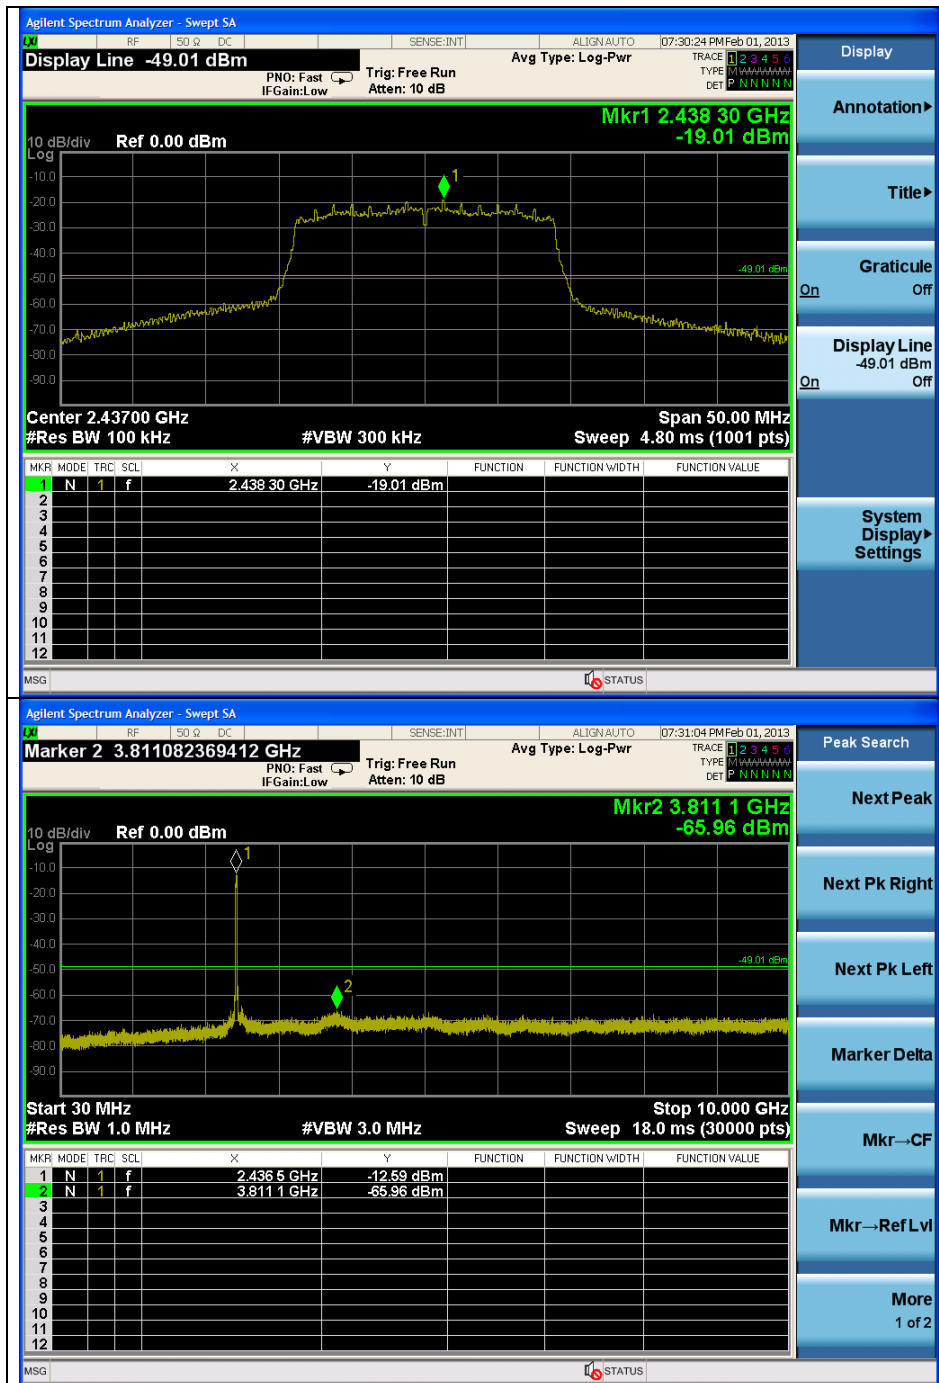 Agilent Spectrum Analyzer - Swept SA
LXI RF 50 Ω DC SENSE:INT ALIGN AUTO 07:30:24 PM Feb 01, 2013
Display Line -49.01 dBm
PNO: Fast
IFGain:Low
Trig: Free Run
Atten: 10 dB
Avg Type: Log-Pwr
TRACE 1 2 3 4 5 6
TYPE M
DET P N N N N N
Mkr1 2.438 30 GHz
-19.01 dBm
10 dB/div Ref 0.00 dBm
Log
1
-10.0
-20.0
-30.0
-40.0
-49.01 dBm
-50.0
-60.0
-70.0
-80.0
-90.0
Center 2.43700 GHz Span 50.00 MHz
#Res BW 100 kHz #VBW 300 kHz Sweep 4.80 ms (1001 pts)
MKR MODE TRC SCL X Y FUNCTION FUNCTION WIDTH FUNCTION VALUE
1 N 1 f 2.438 30 GHz -19.01 dBm
2
3
4
5
6
7
8
9
10
11
12
MSG STATUS
Display
Annotation
Title
Graticule
On Off
Display Line
-49.01 dBm
On Off
System
Display
Settings
Agilent Spectrum Analyzer - Swept SA
LXI RF 50 Ω DC SENSE:INT ALIGN AUTO 07:31:04 PM Feb 01, 2013
Marker 2 3.811082369412 GHz
PNO: Fast
IFGain:Low
Trig: Free Run
Atten: 10 dB
Avg Type: Log-Pwr
TRACE 1 2 3 4 5 6
TYPE M
DET P N N N N N
Mkr2 3.811 1 GHz
-65.96 dBm
10 dB/div Ref 0.00 dBm
Log
1
-10.0
-20.0
-30.0
-40.0
-49.01 dBm
-50.0
2
-60.0
-70.0
-80.0
-90.0
Start 30 MHz Stop 10.000 GHz
#Res BW 1.0 MHz #VBW 3.0 MHz Sweep 18.0 ms (30000 pts)
MKR MODE TRC SCL X Y FUNCTION FUNCTION WIDTH FUNCTION VALUE
1 N 1 f 2.436 5 GHz -12.59 dBm
2 N 1 f 3.811 1 GHz -65.96 dBm
3
4
5
6
7
8
9
10
11
12
MSG STATUS
Peak Search
Next Peak
Next Pk Right
Next Pk Left
Marker Delta
Mkr→CF
Mkr→Ref Lvl
More
1 of 2